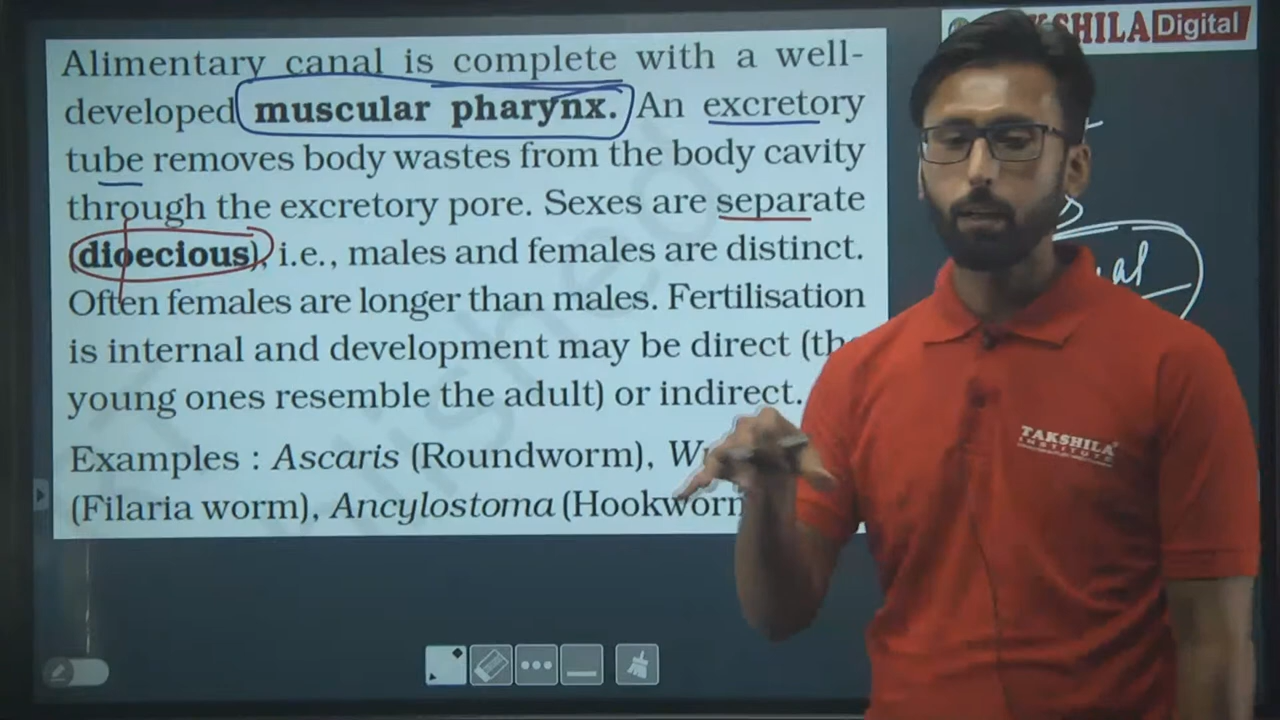 Alimentary canal is complete with a well-
developed muscular pharynx. An excretory
tube removes body wastes from the body cavity
through the excretory pore. Sexes are separate
(dioecious), i.e., males and females are distinct.
Often females are longer than males. Fertilisation
is internal and development may be direct (the
young ones resemble the adult) or indirect.
Examples : Ascaris (Roundworm),
(Filaria worm), Ancylostoma (Hookworm
Digital
TAKSHILA
INSTITUTE